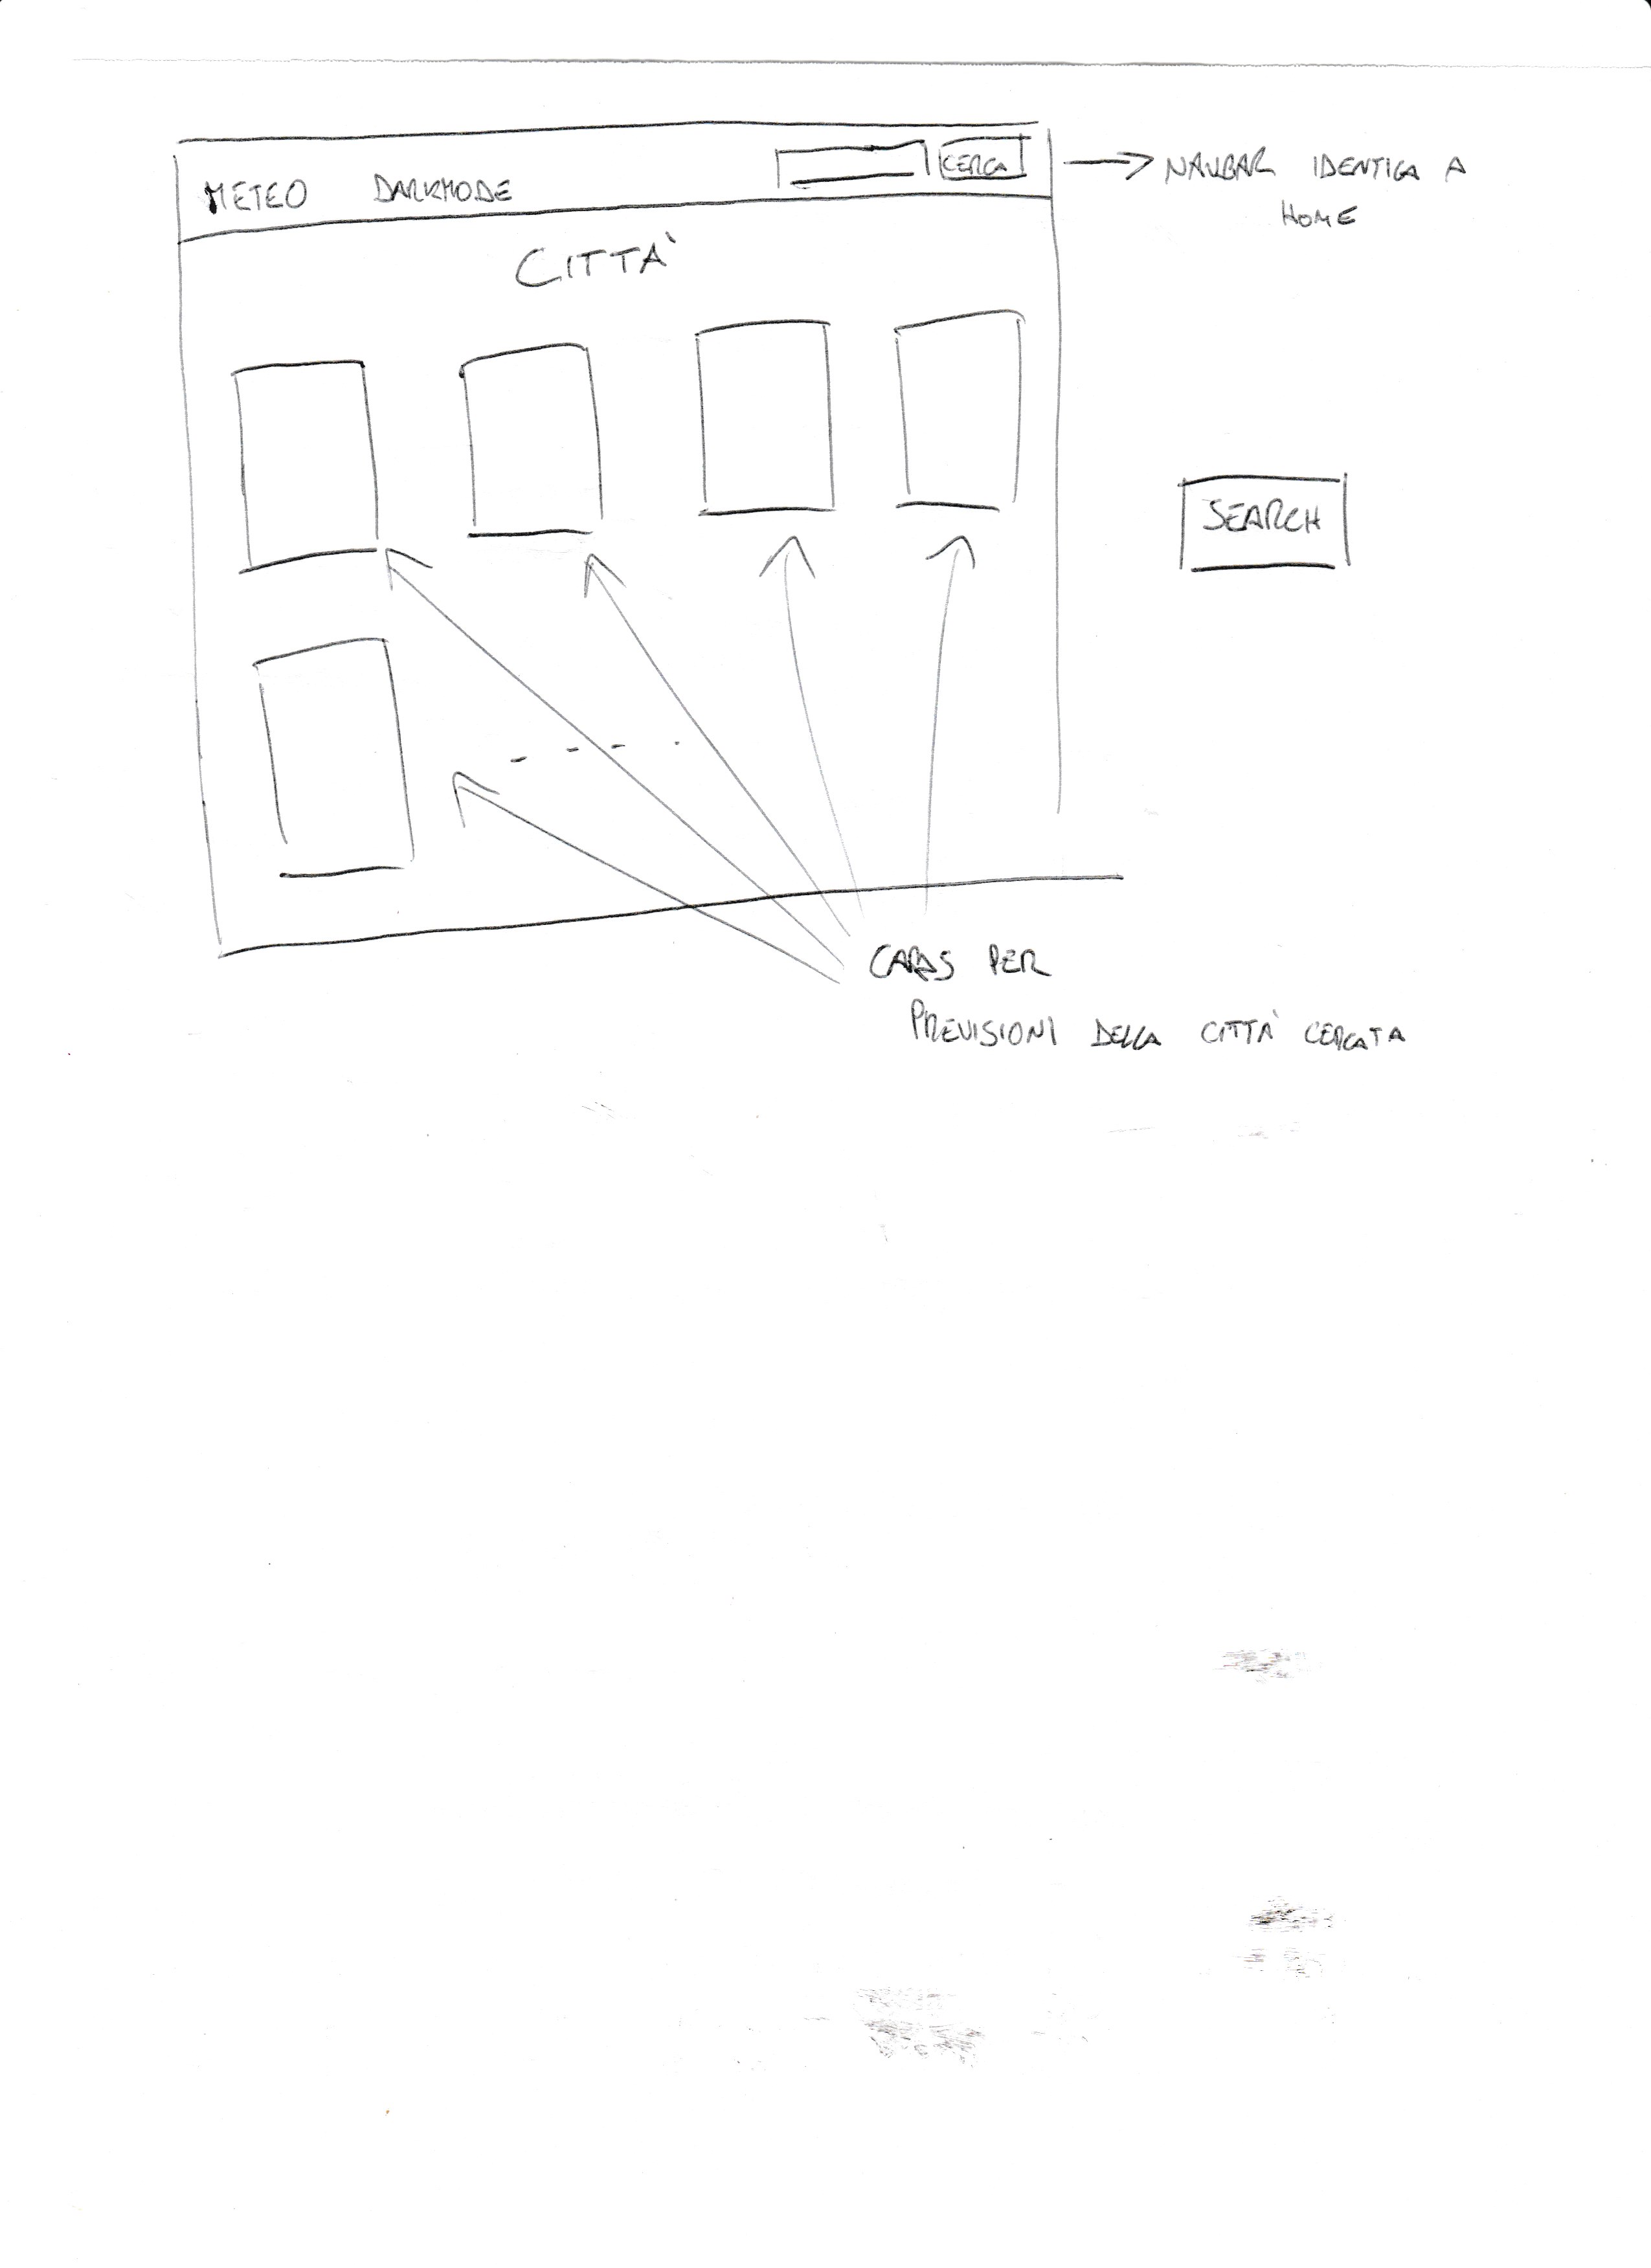 METEO DARKMODE CERCA
NAVBAR IDENTICA A
HOME
CITTÀ
SEARCH
CARDS PER
PREVISIONI DELLA CITTÀ CERCATA